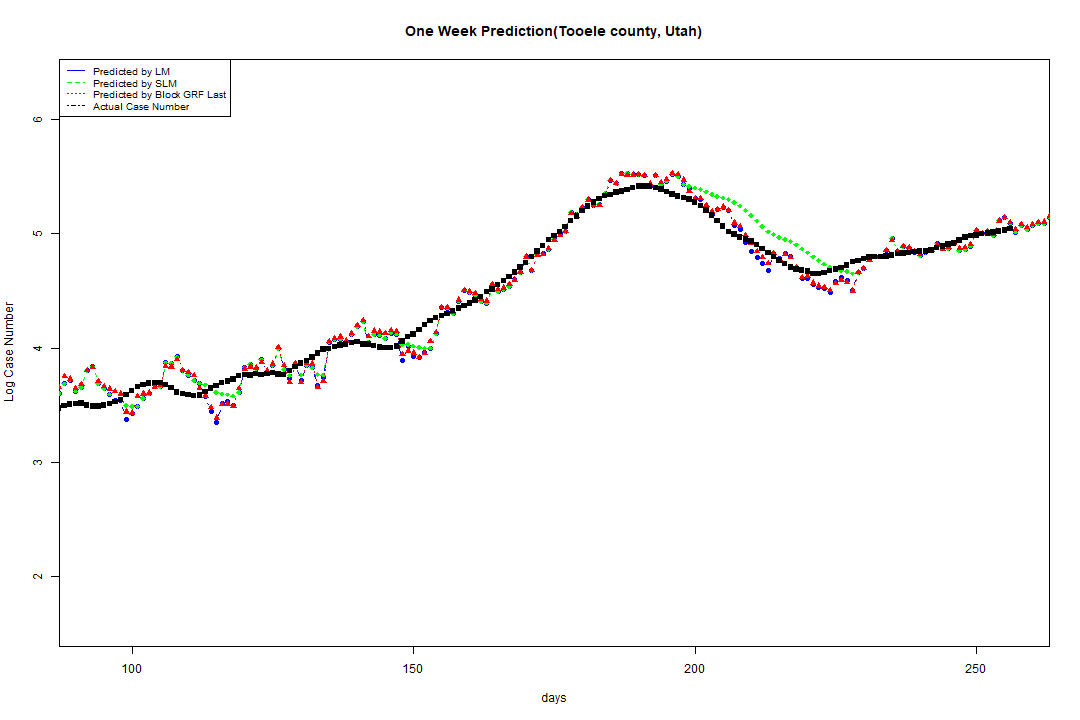 One Week Prediction(Tooele county, Utah)
Predicted by LM
Predicted by SLM
Predicted by Block GRF Last
Actual Case Number
6
5
4
3
2
Log Case Number
100 150 200 250
days